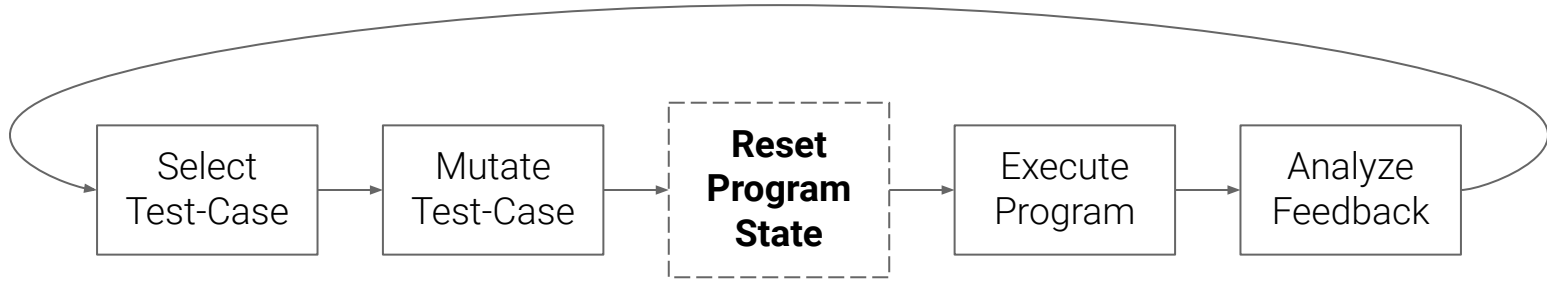 Select
Test-Case
Mutate
Test-Case
Reset
Program
State
Execute
Program
Analyze
Feedback